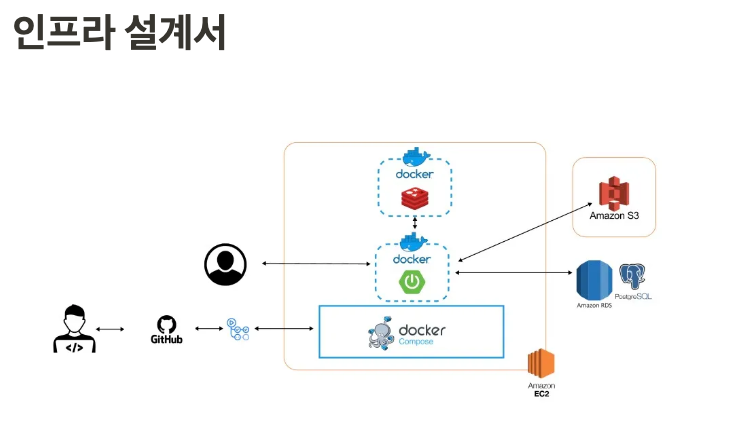 인프라 설계서
docker
Amazon S3
docker
Amazon RDS
PostgreSQL
GitHub
docker
Compose
Amazon
EC2